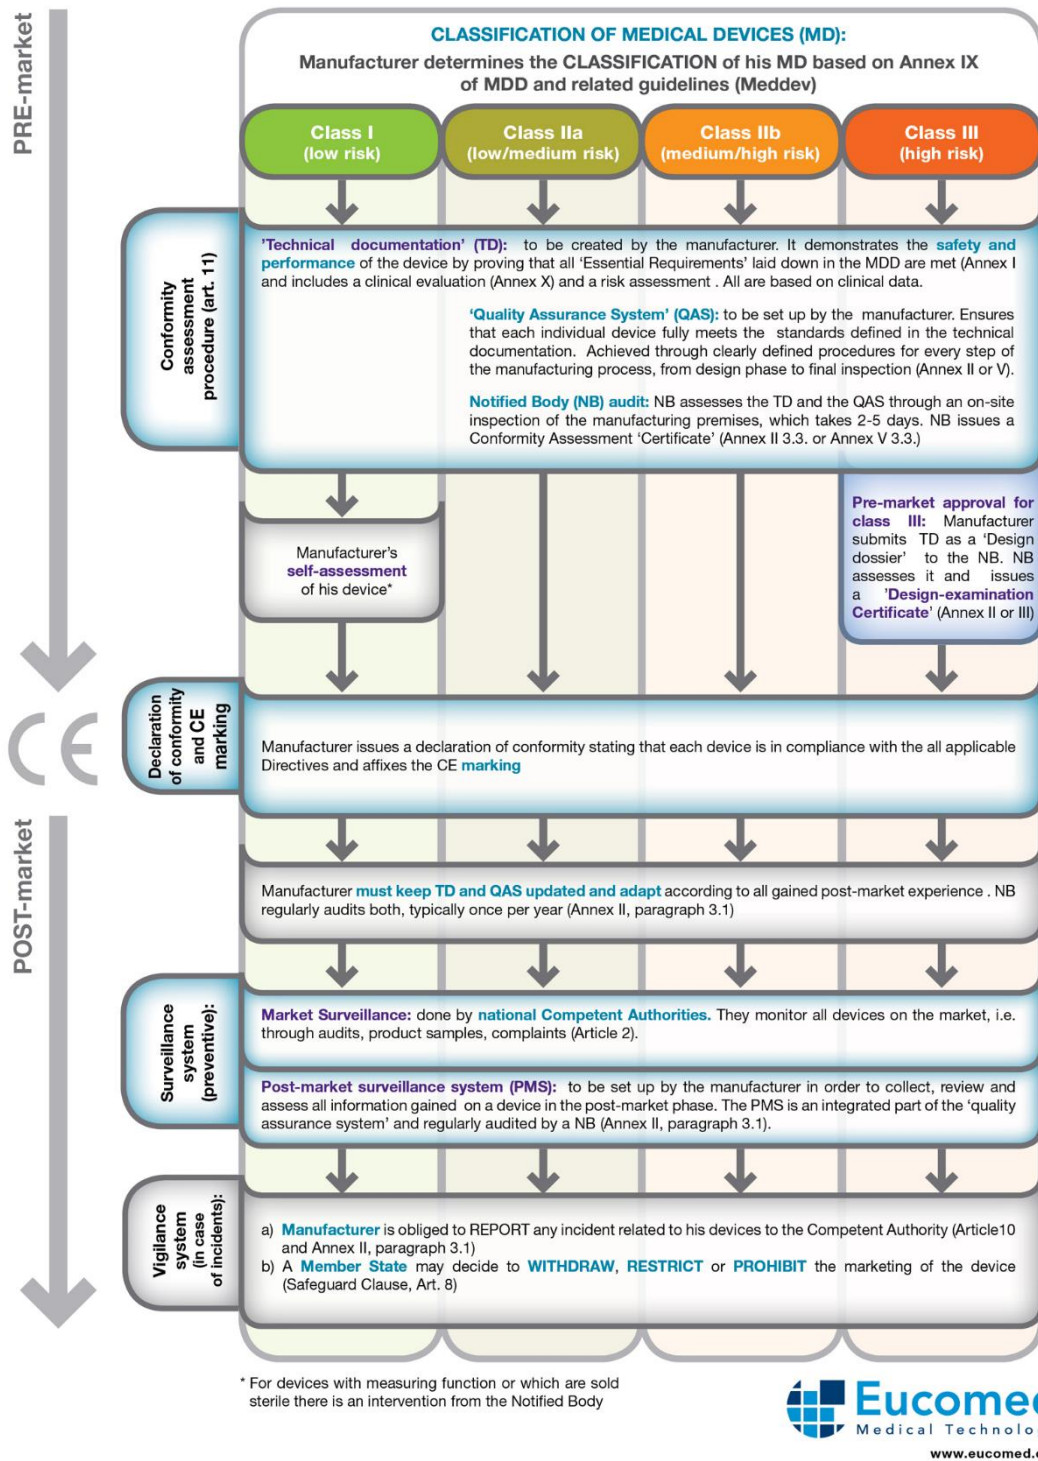 PRE-market
CLASSIFICATION OF MEDICAL DEVICES (MD):
Manufacturer determines the CLASSIFICATION of his MD based on Annex IX
of MDD and related guidelines (Meddev)
Class I
(low risk)
Class IIa
(low/medium risk)
Class IIb
(medium/high risk)
Class III
(high risk)
Conformity
assessment
procedure (art. 11)
'Technical documentation' (TD): to be created by the manufacturer. It demonstrates the safety and
performance of the device by proving that all 'Essential Requirements' laid down in the MDD are met (Annex I
and includes a clinical evaluation (Annex X) and a risk assessment . All are based on clinical data.
'Quality Assurance System' (QAS): to be set up by the manufacturer. Ensures
that each individual device fully meets the standards defined in the technical
documentation. Achieved through clearly defined procedures for every step of
the manufacturing process, from design phase to final inspection (Annex II or V).
Notified Body (NB) audit: NB assesses the TD and the QAS through an on-site
inspection of the manufacturing premises, which takes 2-5 days. NB issues a
Conformity Assessment 'Certificate' (Annex II 3.3. or Annex V 3.3.)
Manufacturer's
self-assessment
of his device*
Pre-market approval for
class III: Manufacturer
submits TD as a 'Design
dossier' to the NB. NB
assesses it and issues
a 'Design-examination
Certificate' (Annex II or III)
CE
Declaration
of conformity
and CE
marking
Manufacturer issues a declaration of conformity stating that each device is in compliance with the all applicable
Directives and affixes the CE marking
POST-market
Manufacturer must keep TD and QAS updated and adapt according to all gained post-market experience . NB
regularly audits both, typically once per year (Annex II, paragraph 3.1)
Surveillance
system
(preventive):
Market Surveillance: done by national Competent Authorities. They monitor all devices on the market, i.e.
through audits, product samples, complaints (Article 2).
Post-market surveillance system (PMS): to be set up by the manufacturer in order to collect, review and
assess all information gained on a device in the post-market phase. The PMS is an integrated part of the 'quality
assurance system' and regularly audited by a NB (Annex II, paragraph 3.1).
Vigilance
system
(in case
of incidents):
a) Manufacturer is obliged to REPORT any incident related to his devices to the Competent Authority (Article10
and Annex II, paragraph 3.1)
b) A Member State may decide to WITHDRAW, RESTRICT or PROHIBIT the marketing of the device
(Safeguard Clause, Art. 8)
* For devices with measuring function or which are sold
sterile there is an intervention from the Notified Body
Eucomed
Medical Technolo
www.eucomed.